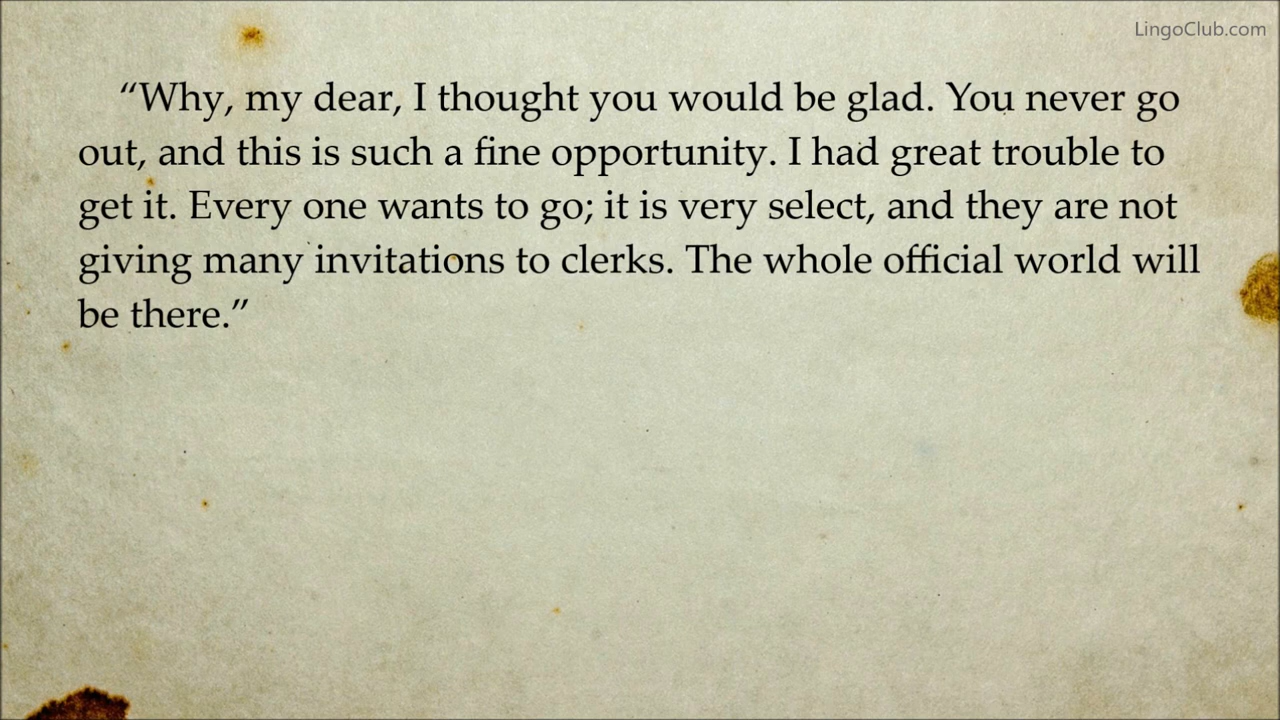 LingoClub.com
“Why, my dear, I thought you would be glad. You never go
out, and this is such a fine opportunity. I had great trouble to
get it. Every one wants to go; it is very select, and they are not
giving many invitations to clerks. The whole official world will
be there.”